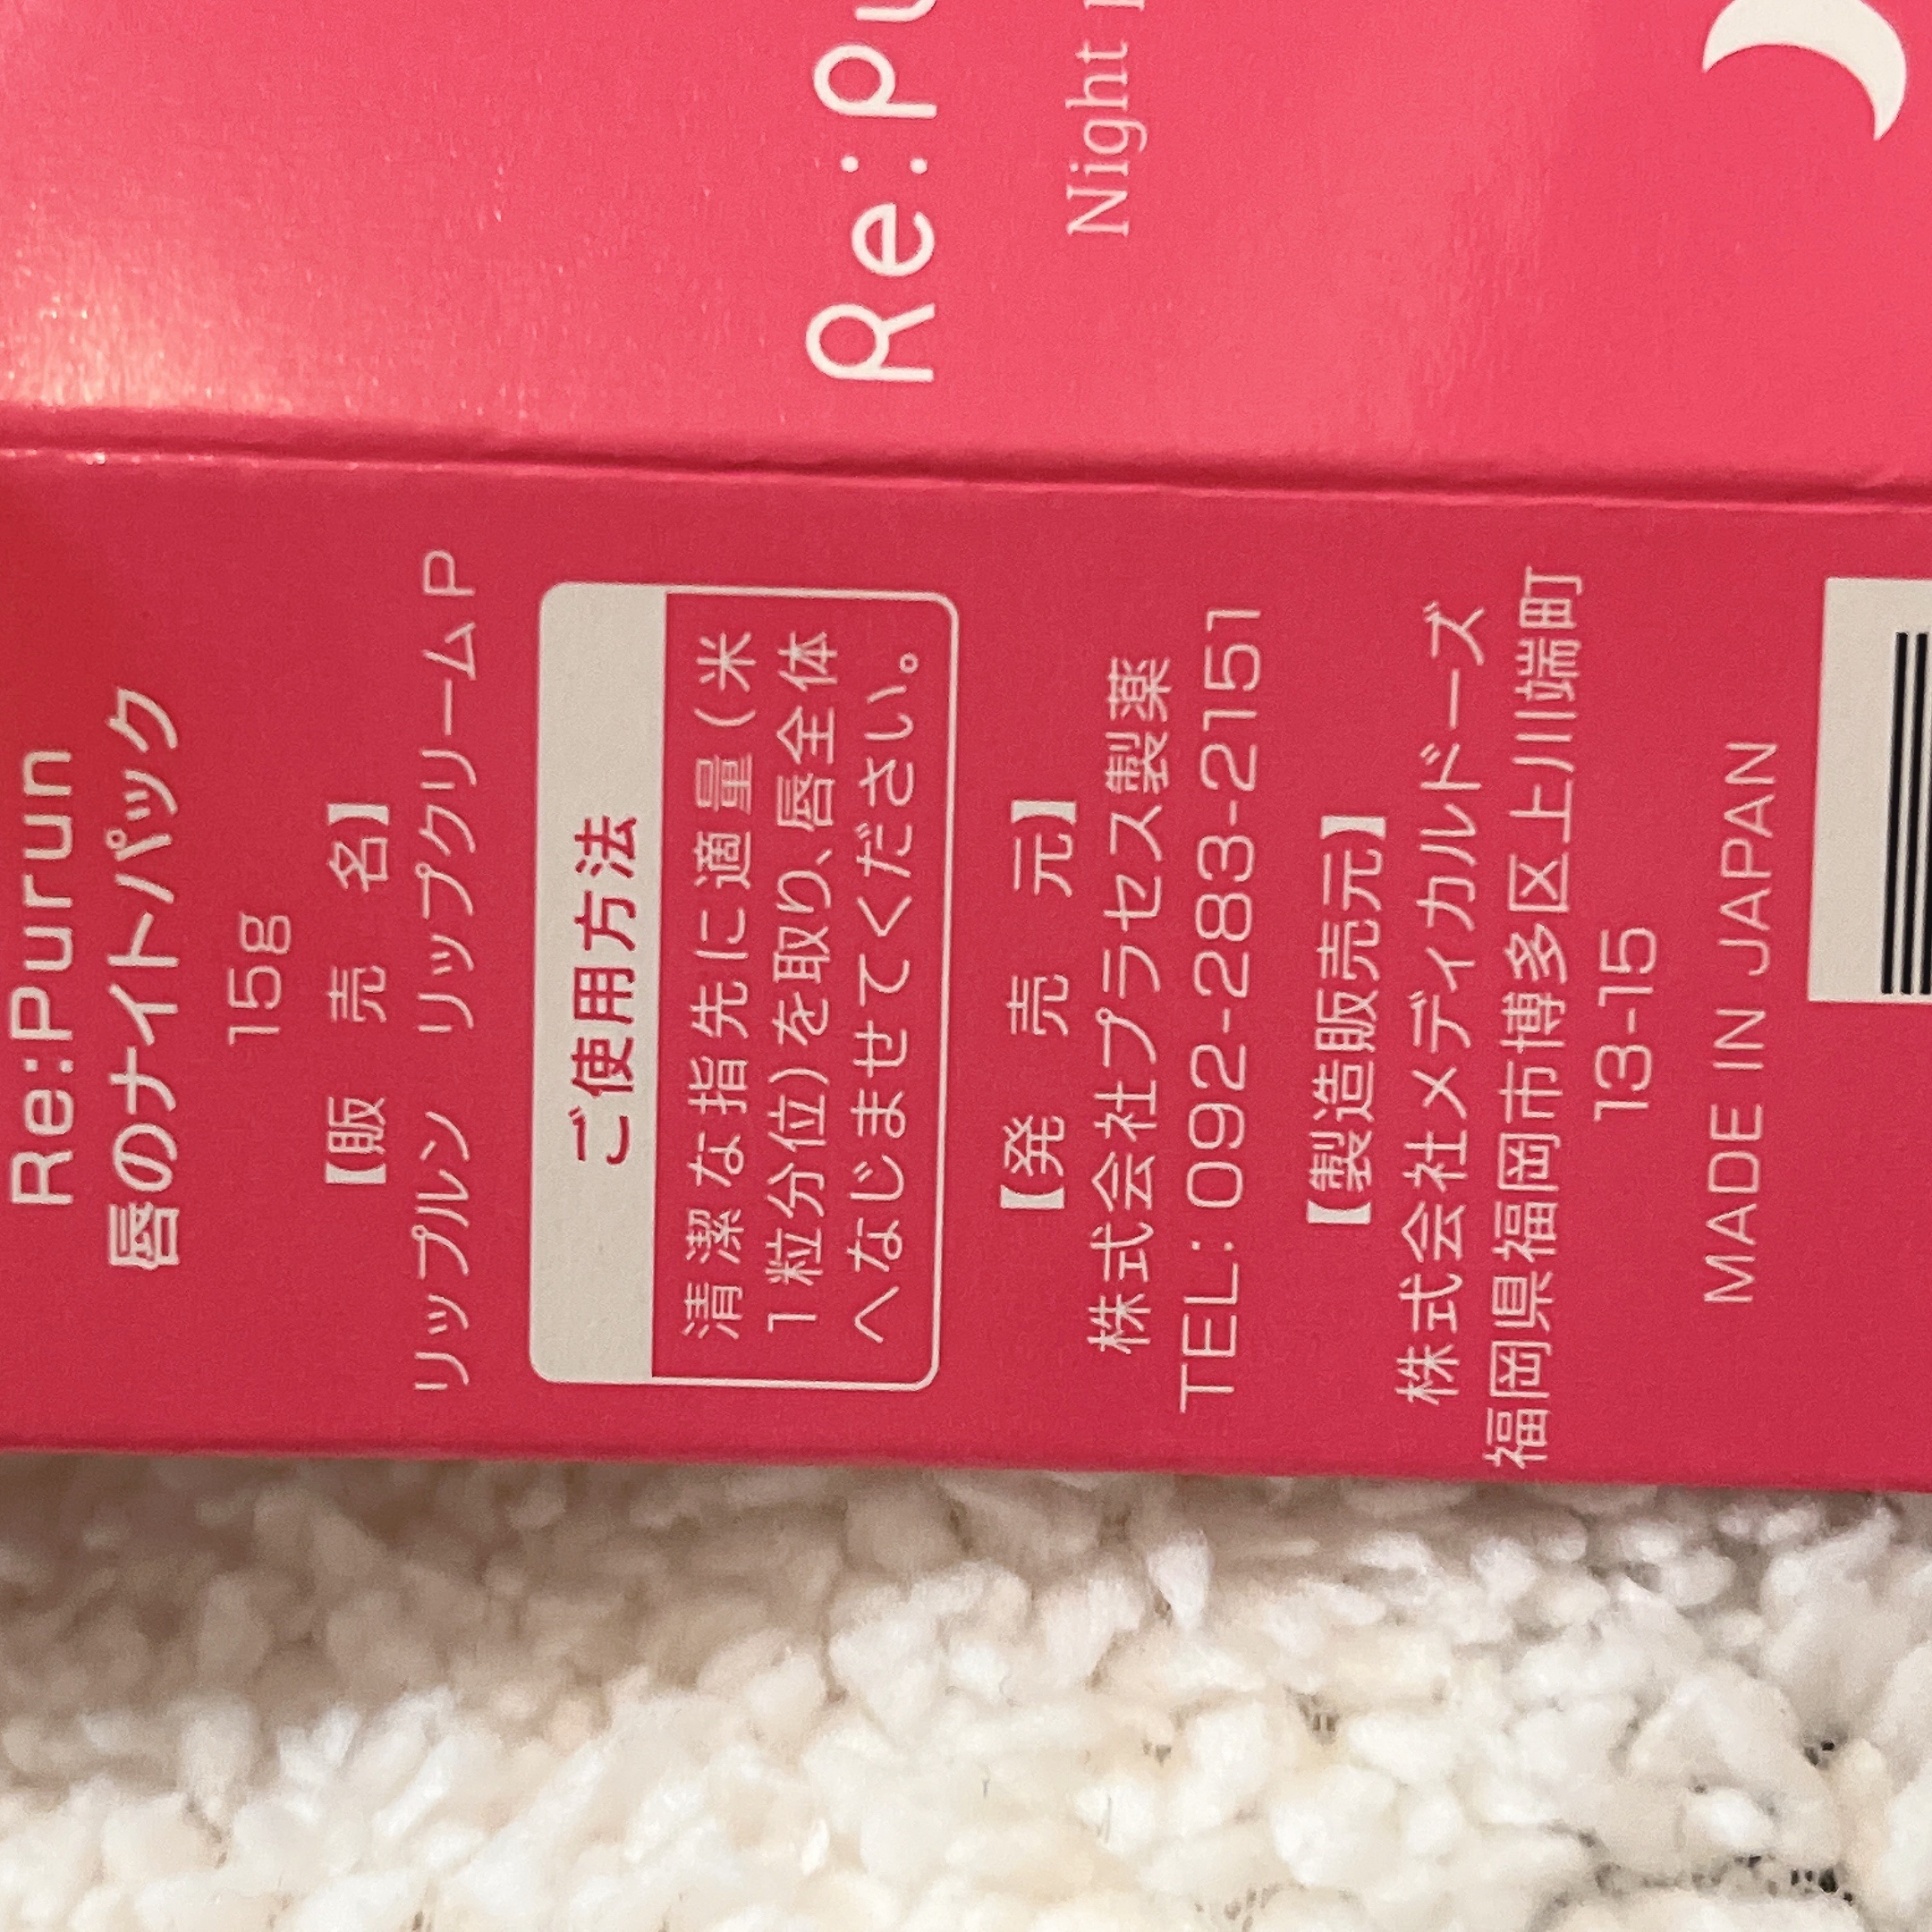 Re:Purun
唇のナイトパック
15g
【販売名】
リップルン リップクリームP
ご使用方法
清潔な指先に適量(米
1粒分位)を取り、唇全体
へなじませてください。
【発売元】
株式会社プラセス製薬
TEL:092-283-2151
【製造販売元】
株式会社メディカルドーズ
福岡県福岡市博多区上川端町
13-15
MADE IN JAPAN
Re:pu
Night